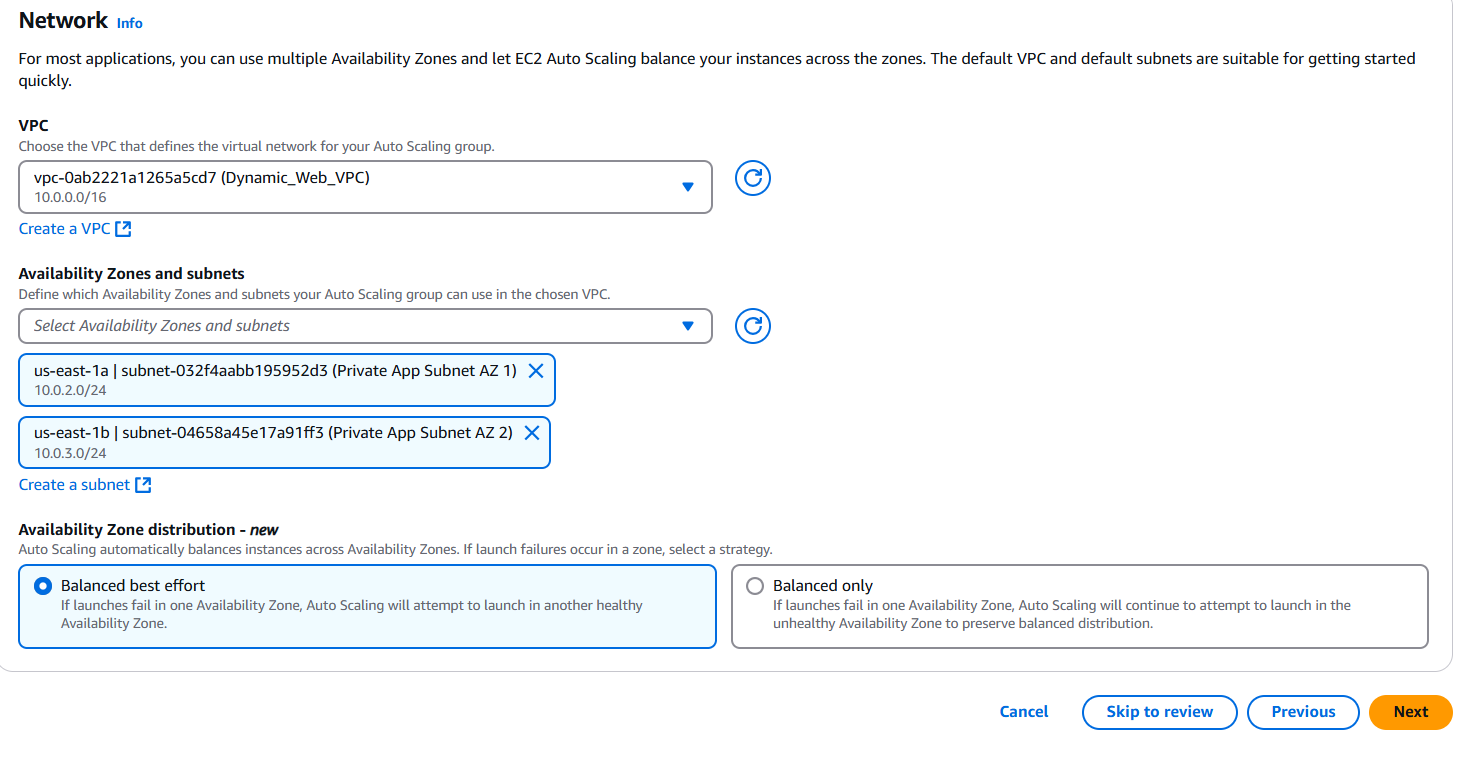 Network Info
For most applications, you can use multiple Availability Zones and let EC2 Auto Scaling balance your instances across the zones. The default VPC and default subnets are suitable for getting started
quickly.
VPC
Choose the VPC that defines the virtual network for your Auto Scaling group.
vpc-0ab2221a1265a5cd7 (Dynamic_Web_VPC)
10.0.0.0/16
Create a VPC
Availability Zones and subnets
Define which Availability Zones and subnets your Auto Scaling group can use in the chosen VPC.
Select Availability Zones and subnets
us-east-1a | subnet-032f4aabb195952d3 (Private App Subnet AZ 1)
10.0.2.0/24
us-east-1b | subnet-04658a45e17a91ff3 (Private App Subnet AZ 2)
10.0.3.0/24
Create a subnet
Availability Zone distribution - new
Auto Scaling automatically balances instances across Availability Zones. If launch failures occur in a zone, select a strategy.
Balanced best effort
If launches fail in one Availability Zone, Auto Scaling will attempt to launch in another healthy
Availability Zone.
Balanced only
If launches fail in one Availability Zone, Auto Scaling will continue to attempt to launch in the
unhealthy Availability Zone to preserve balanced distribution.
Cancel Skip to review Previous Next